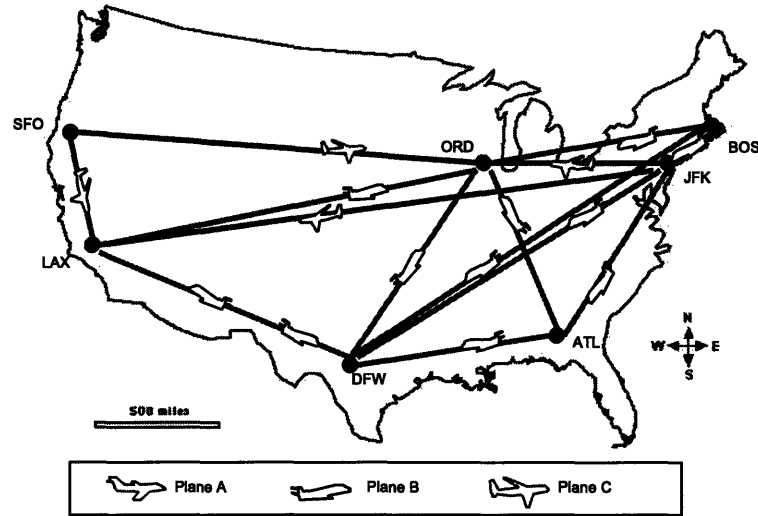 SFO
ORD
BOS
JFK
LAX
ATL
N
W E
S
DFW
500 miles
Plane A Plane B Plane C